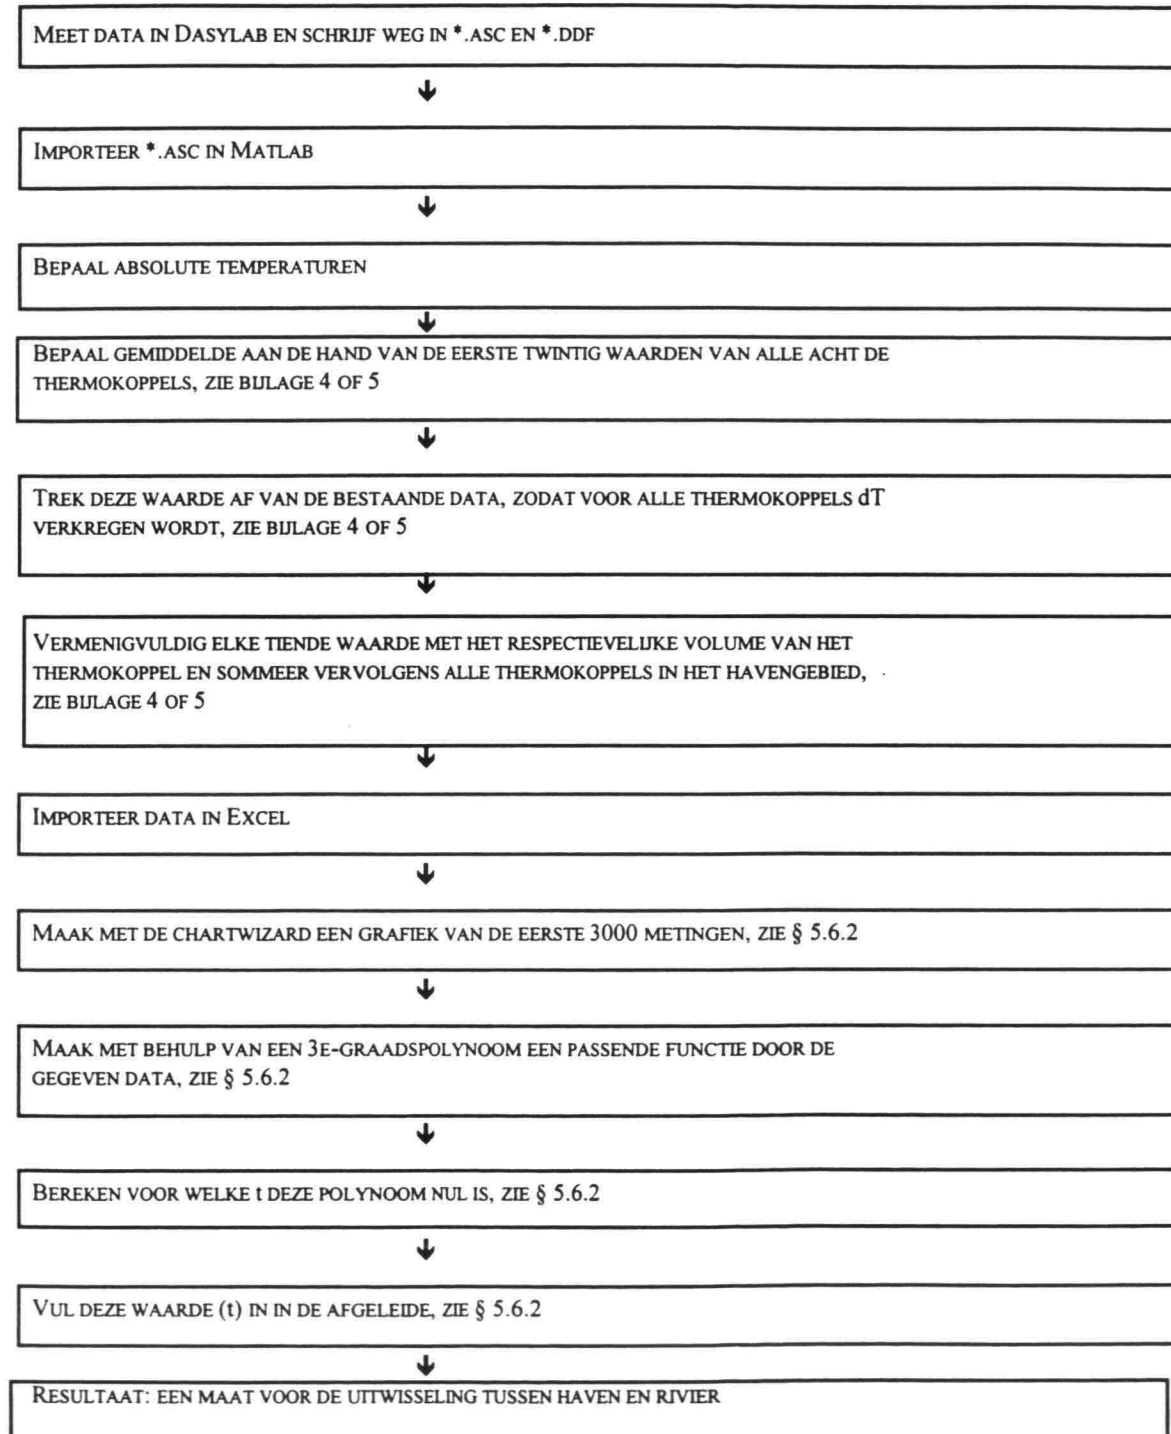 MEET DATA IN DASYLAB EN SCHRIJF WEG IN *.ASC EN *.DDF
IMPORTEER *.ASC IN MATLAB
BEPAAL ABSOLUTE TEMPERATUREN
BEPAAL GEMIDDELDE AAN DE HAND VAN DE EERSTE TWINTIG WAARDEN VAN ALLE ACHT DE
THERMOKOPPELS, ZIE BIJLAGE 4 OF 5
TREK DEZE WAARDE AF VAN DE BESTAANDE DATA, ZODAT VOOR ALLE THERMOKOPPELS dT
VERKREGEN WORDT, ZIE BIJLAGE 4 OF 5
VERMENIGVULDIG ELKE TIENDE WAARDE MET HET RESPECTIEVELIJKE VOLUME VAN HET
THERMOKOPPEL EN SOMMEER VERVOLGENS ALLE THERMOKOPPELS IN HET HAVENGEBIED,
ZIE BIJLAGE 4 OF 5
IMPORTEER DATA IN EXCEL
MAAK MET DE CHARTWIZARD EEN GRAFIEK VAN DE EERSTE 3000 METINGEN, ZIE § 5.6.2
MAAK MET BEHULP VAN EEN 3E-GRAADSPOLYNOOM EEN PASSENDE FUNCTIE DOOR DE
GEGEVEN DATA, ZIE § 5.6.2
BEREKEN VOOR WELKE t DEZE POLYNOOM NUL IS, ZIE § 5.6.2
VUL DEZE WAARDE (t) IN IN DE AFGELEIDE, ZIE § 5.6.2
RESULTAAT: EEN MAAT VOOR DE UITWISSELING TUSSEN HAVEN EN RIVIER